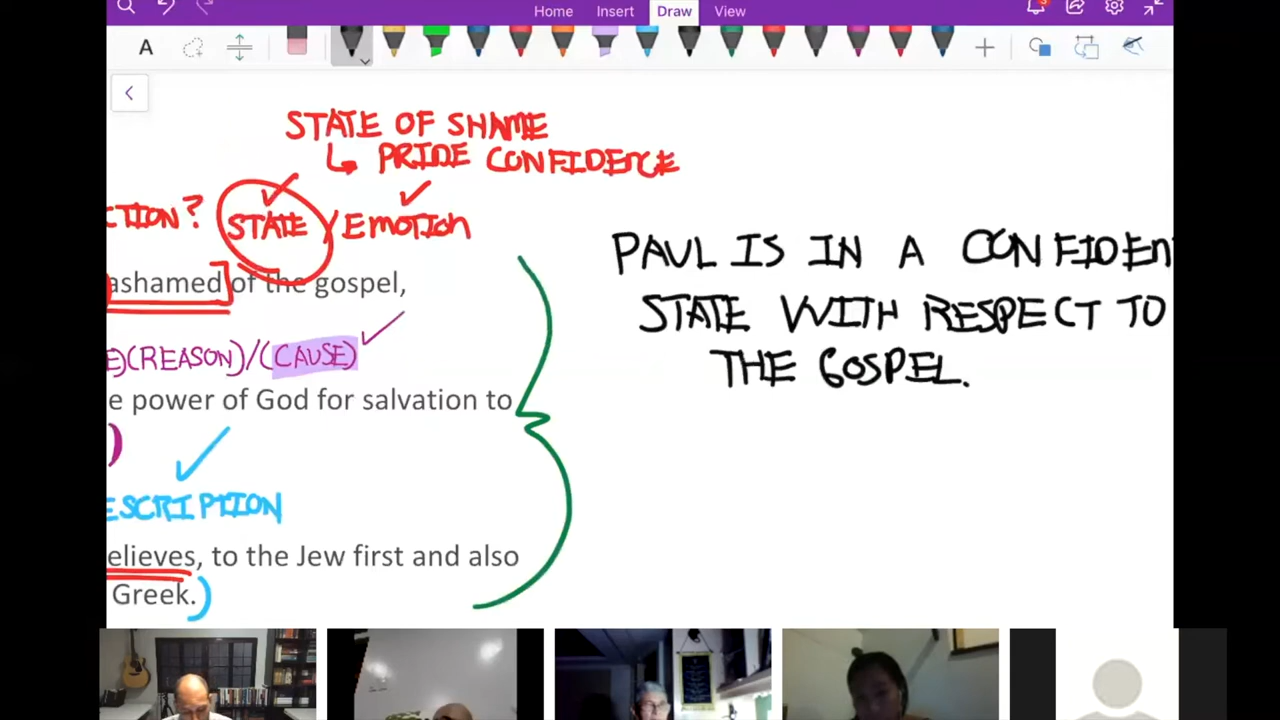 Home Insert Draw View
A
STATE OF SHAME
PRIDE CONFIDENCE
CTION? STATE / EMOTION
ashamed of the gospel,
E)(REASON)/(CAUSE)
e power of God for salvation to
)
ESCRIPTION
elieves, to the Jew first and also
Greek.)
PAUL IS IN A CONFIDEN
STATE WITH RESPECT TO
THE GOSPEL.